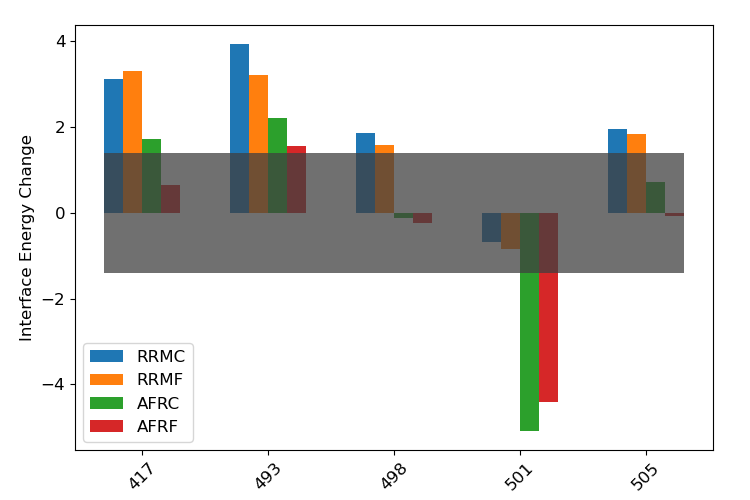 4
2
0
−2
−4
Interface Energy Change
RRMC
RRMF
AFRC
AFRF
417
493
498
501
505